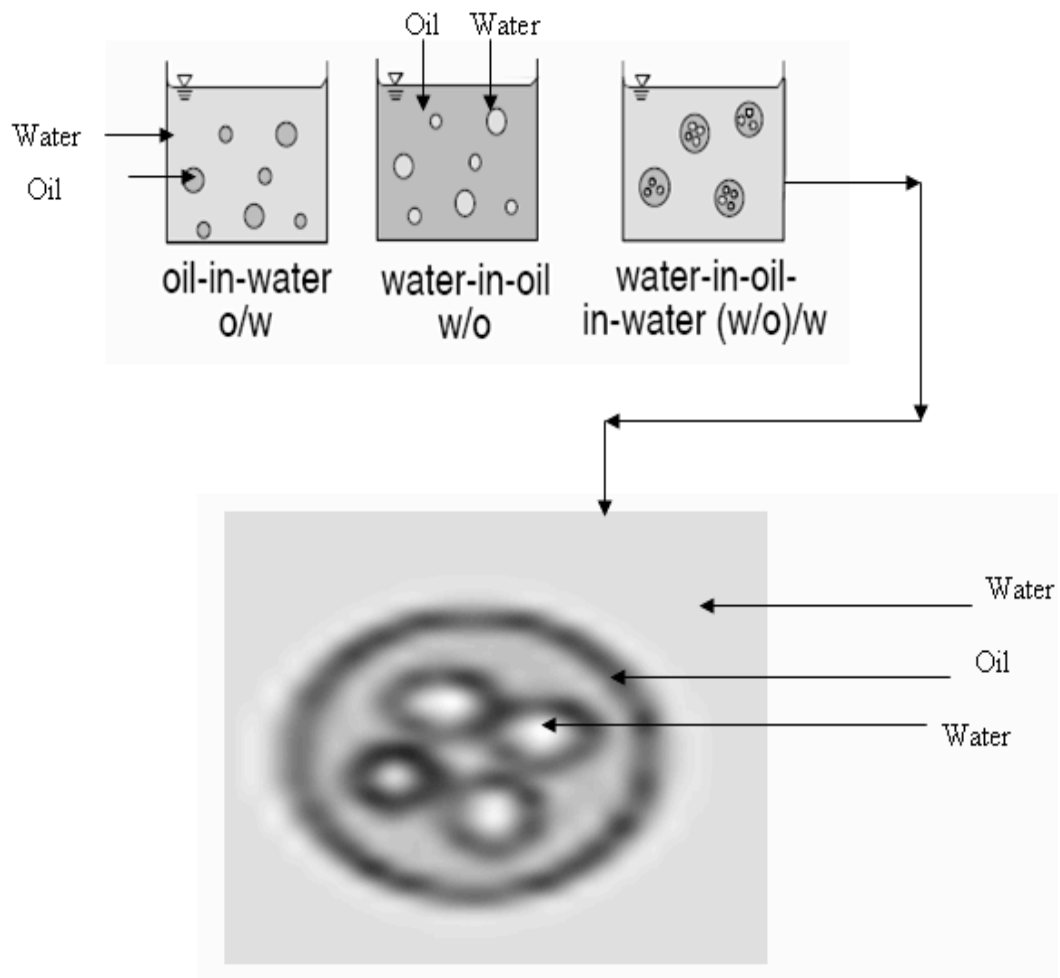 Oil
Water
Water
Oil
oil-in-water
o/w
water-in-oil
w/o
water-in-oil-
in-water (w/o)/w
Water
Oil
Water